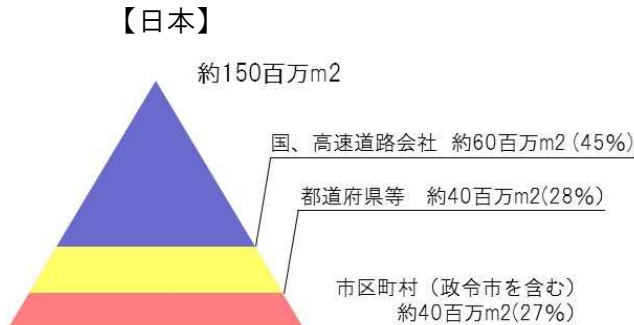 【日本】
約150百万m2
国、高速道路会社 約60百万m2 (45%)
都道府県等 約40百万m2(28%)
市区町村（政令市を含む）
約40百万m2(27%)